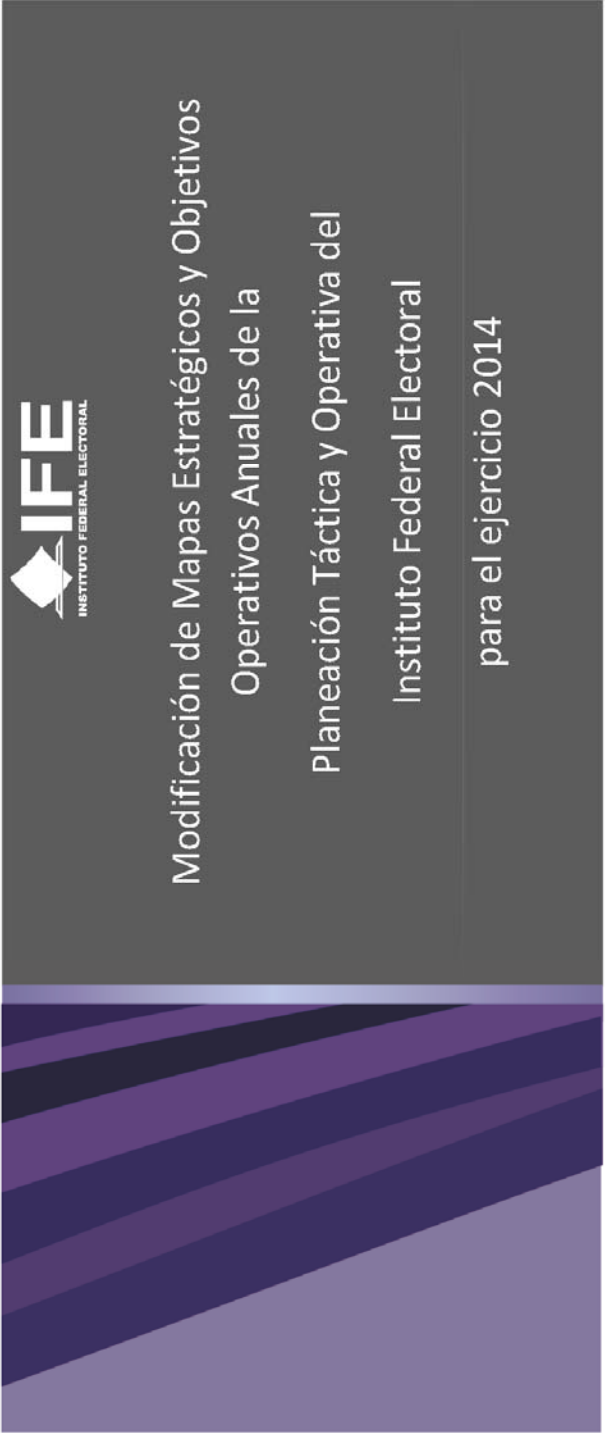 IFE
INSTITUTO FEDERAL ELECTORAL
Modificación de Mapas Estratégicos y Objetivos
Operativos Anuales de la
Planeación Táctica y Operativa del
Instituto Federal Electoral
para el ejercicio 2014